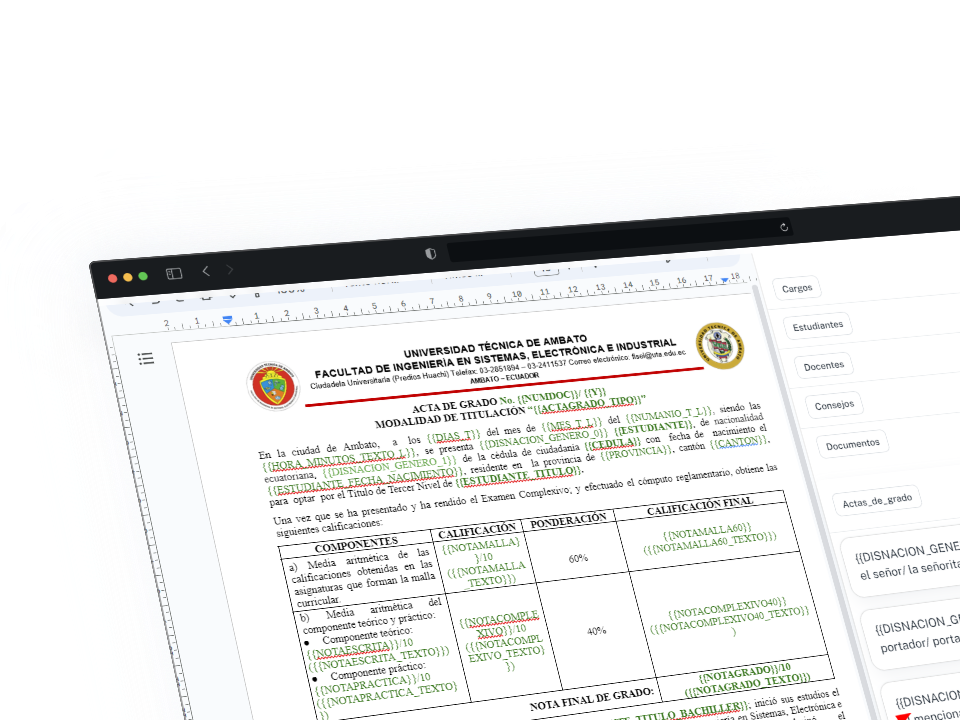 2 1 1 2 3 4 5 6 7 8 9 10 11 12 13 14 15 16 17 18
UNIVERSIDAD TÉCNICA DE AMBATO
FACULTAD DE INGENIERÍA EN SISTEMAS, ELECTRÓNICA E INDUSTRIAL
Ciudadela Universitaria (Predios Huachi) Telefax: 03-2851894 – 03-2411537 Correo electrónico: fisei@uta.edu.ec
AMBATO – ECUADOR
ACTA DE GRADO No. {{NUMDOC}}/ {{Y}}
MODALIDAD DE TITULACIÓN "{{ACTAGRADO_TIPO}}"
En la ciudad de Ambato, a los {{DIAS_T}} del mes de {{MES_T_L}} del {{NUMANIO_T_L}}, siendo las
{{HORA_MINUTOS_TEXTO_L}}, se presenta {{DISNACION_GENERO_0}} {{ESTUDIANTE}}, de nacionalidad
ecuatoriana, {{DISNACION_GENERO_1}} de la cédula de ciudadanía {{CEDULA}} con fecha de nacimiento el
{{ESTUDIANTE_FECHA_NACIMIENTO}}, residente en la provincia de {{PROVINCIA}}, cantón {{CANTON}},
para optar por el Título de Tercer Nivel de {{ESTUDIANTE_TITULO}}.
Una vez que se ha presentado y ha rendido el Examen Complexivo; y efectuado el cómputo reglamentario, obtiene las
siguientes calificaciones:
COMPONENTES CALIFICACIÓN PONDERACIÓN CALIFICACIÓN FINAL
a) Media aritmética de las
calificaciones obtenidas en las
asignaturas que forman la malla
curricular.
{{NOTAMALLA}
}/10
({{NOTAMALLA_
TEXTO}})
60%
{{NOTAMALLA60}}
({{NOTAMALLA60_TEXTO}})
b) Media aritmética del
componente teórico y práctico:
● Componente teórico:
{{NOTAESCRITA}}/10
({{NOTAESCRITA_TEXTO}})
● Componente práctico:
{{NOTAPRACTICA}}/10
({{NOTAPRACTICA_TEXTO}
})
{{NOTACOMPLE
XIVO}}/10
({{NOTACOMPL
EXIVO_TEXTO}
})
40%
{{NOTACOMPLEXIVO40}}
({{NOTACOMPLEXIVO40_TEXTO}}
)
NOTA FINAL DE GRADO:
{{NOTAGRADO}}/10
({{NOTAGRADO_TEXTO}})
TITULO_BACHILLER}}; inició sus estudios el
en Sistemas, Electrónica e
el
Cargos
Estudiantes
Docentes
Consejos
Documentos
Actas_de_grado
{{DISNACION_GENE
el señor/ la señorita
{{DISNACION_G
portador/ porta
{{DISNACION
menciona